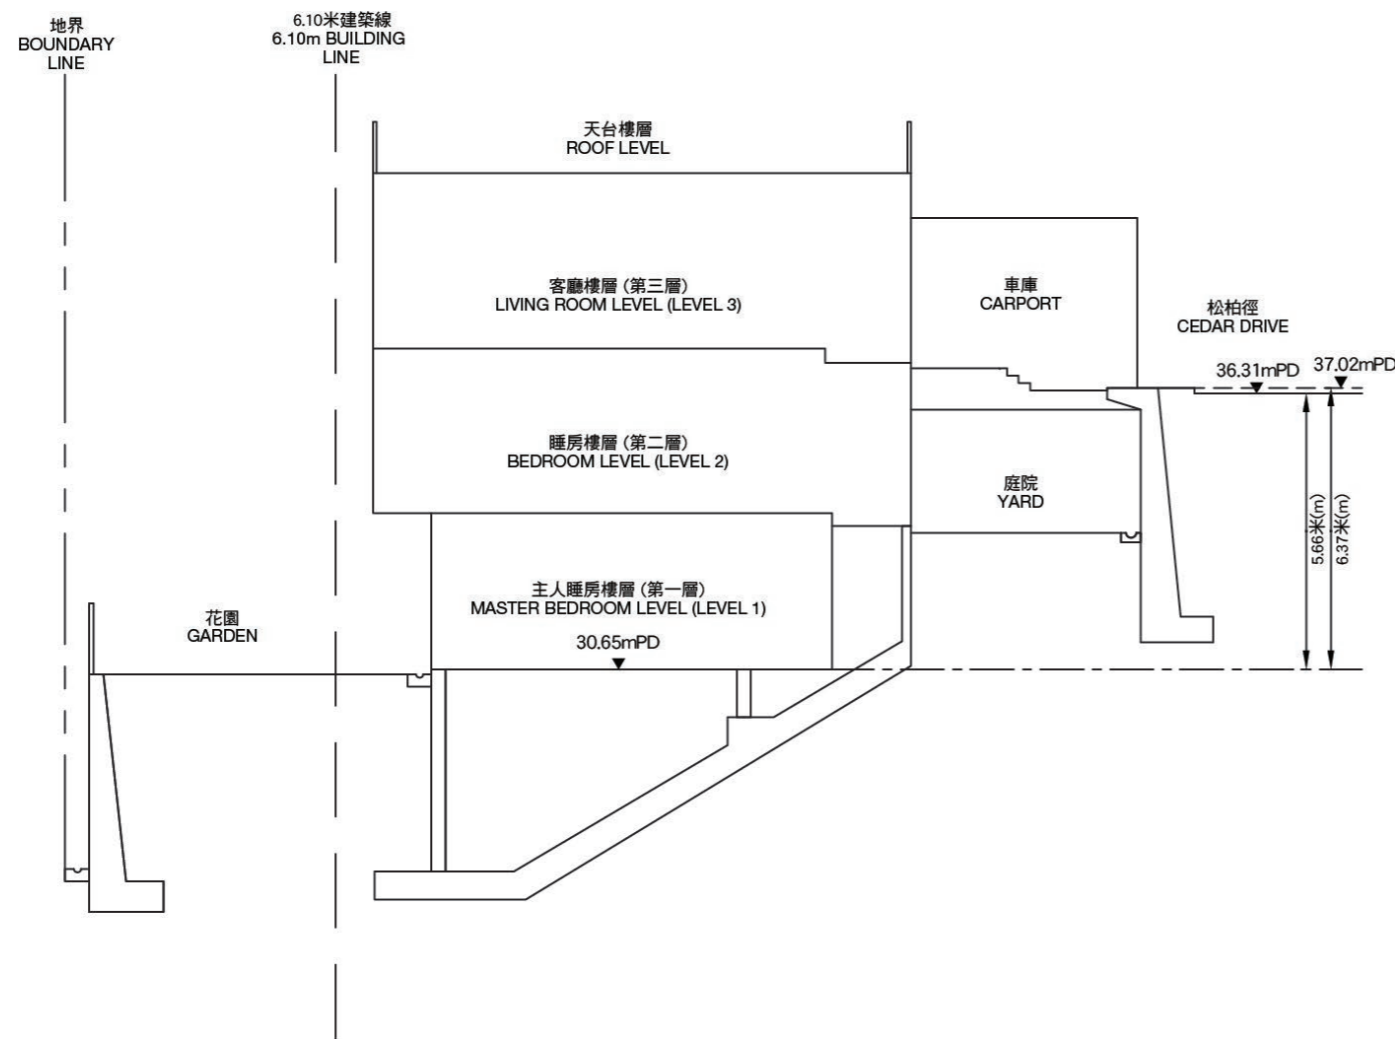 地界
BOUNDARY
LINE
6.10米建築線
6.10m BUILDING
LINE
天台樓層
ROOF LEVEL
客廳樓層 (第三層)
LIVING ROOM LEVEL (LEVEL 3)
車庫
CARPORT
松柏徑
CEDAR DRIVE
36.31mPD
37.02mPD
睡房樓層 (第二層)
BEDROOM LEVEL (LEVEL 2)
庭院
YARD
5.66米(m)
6.37米(m)
主人睡房樓層 (第一層)
MASTER BEDROOM LEVEL (LEVEL 1)
30.65mPD
花園
GARDEN